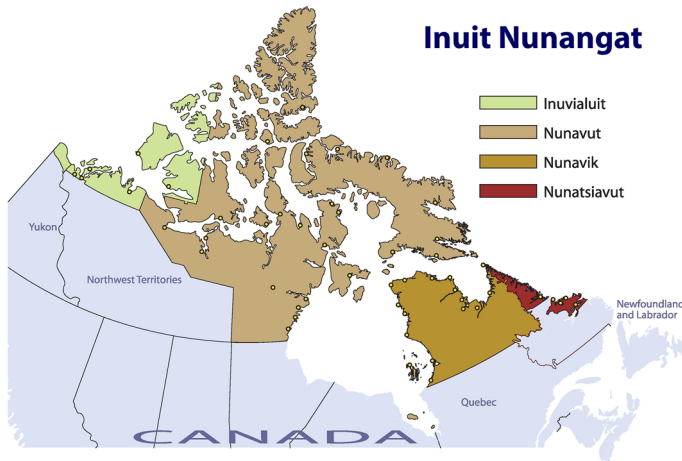 Inuit Nunangat
Inuvialuit
Nunavut
Nunavik
Nunatsiavut
Yukon
Northwest Territories
Newfoundland
and Labrador
Quebec
CANADA